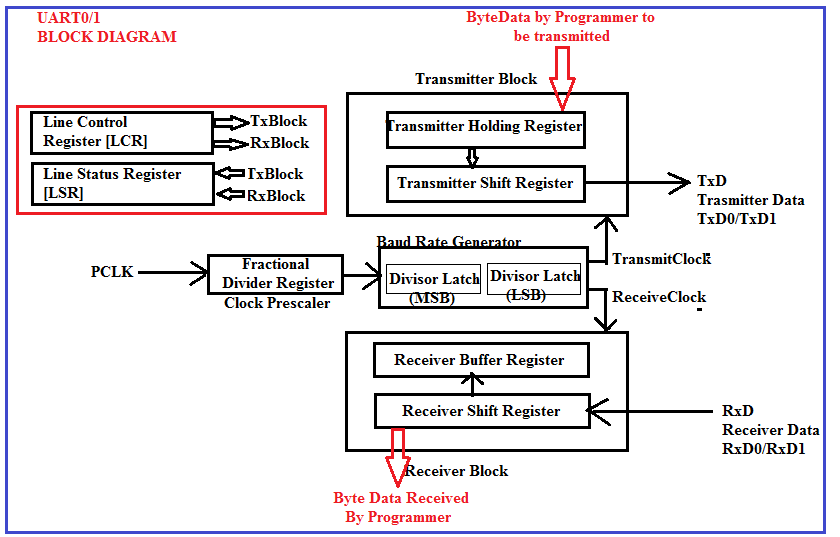 UART0/1
BLOCK DIAGRAM
ByteData by Programmer to
be transmitted
Transmitter Block
Line Control
Register [LCR]
TxBlock
RxBlock
Line Status Register
[LSR]
TxBlock
RxBlock
Transmitter Holding Register
Transmitter Shift Register
TxD
Trasmitter Data
TxD0/TxD1
PCLK
Fractional
Divider Register
Clock Prescaler
Baud Rate Generator
Divisor Latch
(MSB)
Divisor Latch
(LSB)
TransmitClock
ReceiveClock
Receiver Buffer Register
Receiver Shift Register
RxD
Receiver Data
RxD0/RxD1
Receiver Block
Byte Data Received
By Programmer